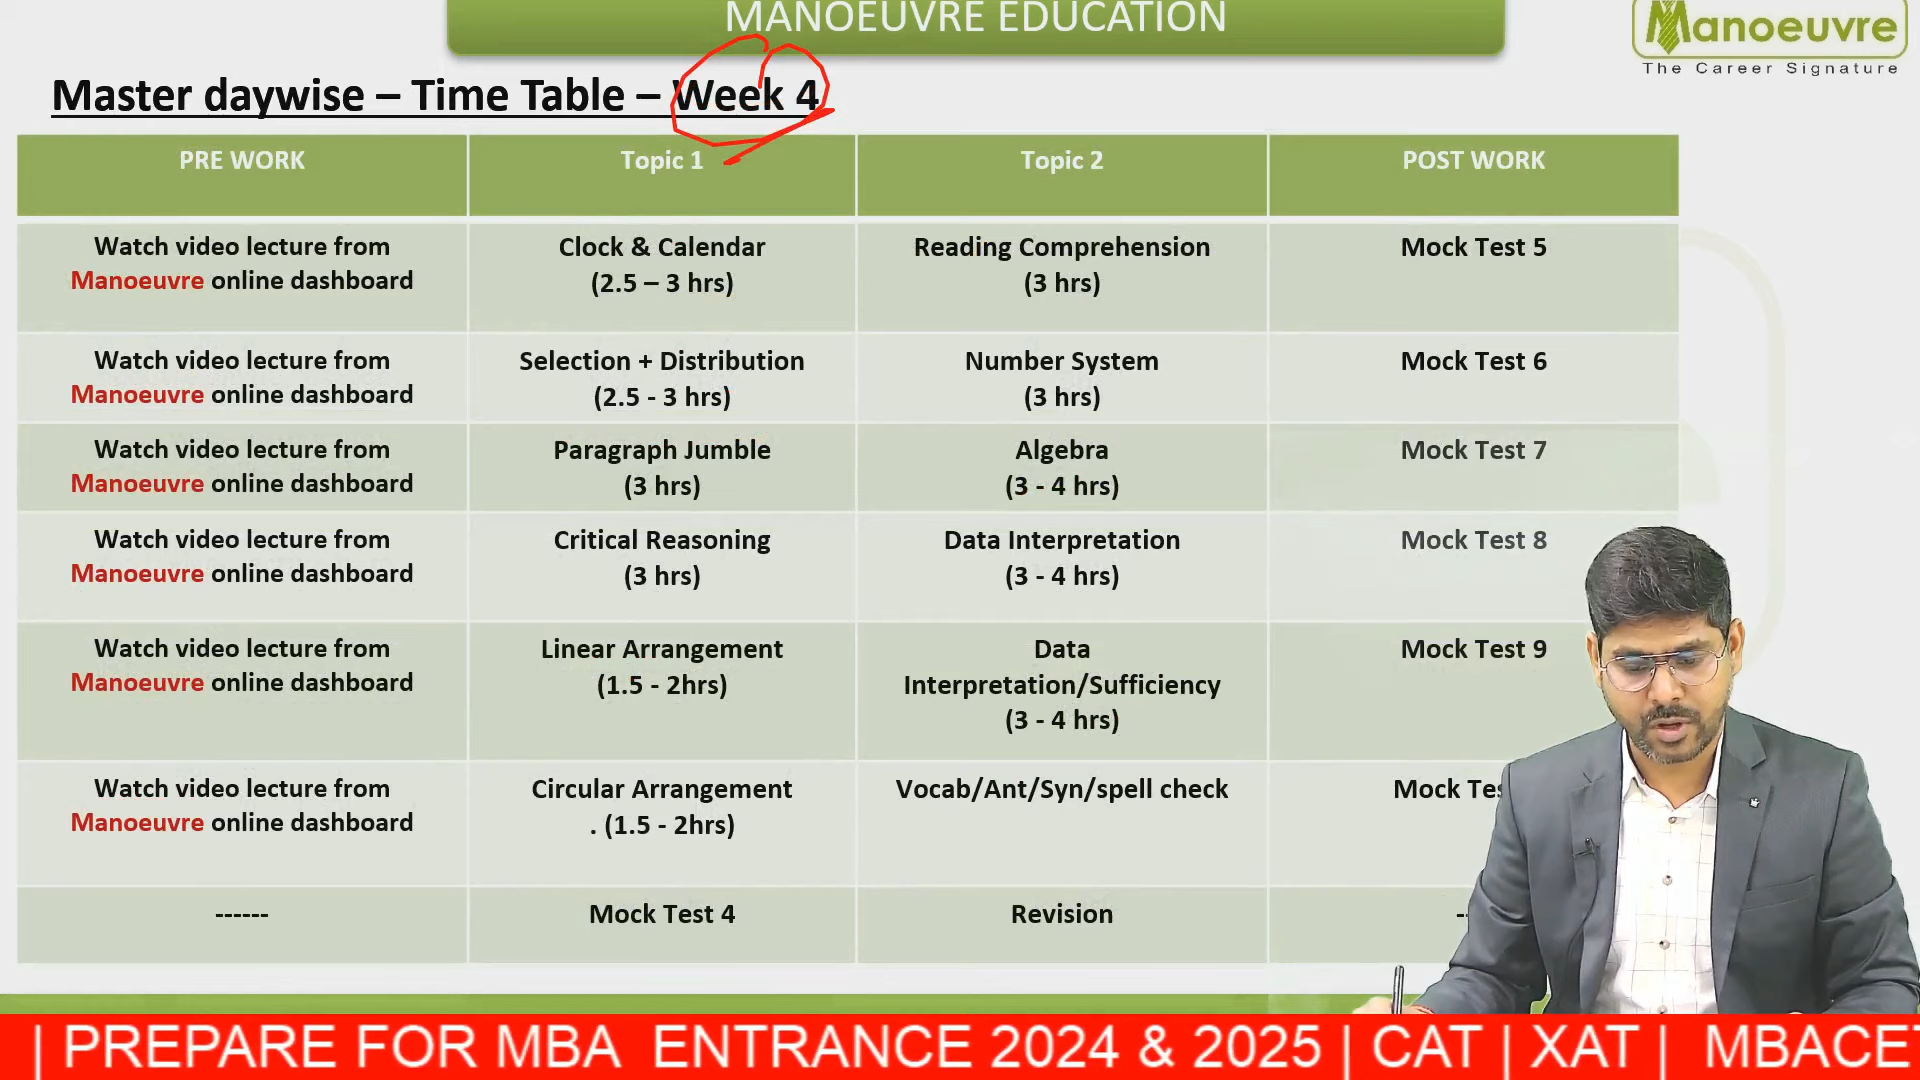 MANOEUVRE EDUCATION
Manoeuvre
The Career Signature
Master daywise – Time Table – Week 4
PRE WORK
Topic 1
Topic 2
POST WORK
Watch video lecture from
Manoeuvre online dashboard
Clock & Calendar
(2.5 – 3 hrs)
Reading Comprehension
(3 hrs)
Mock Test 5
Watch video lecture from
Manoeuvre online dashboard
Selection + Distribution
(2.5 - 3 hrs)
Number System
(3 hrs)
Mock Test 6
Watch video lecture from
Manoeuvre online dashboard
Paragraph Jumble
(3 hrs)
Algebra
(3 - 4 hrs)
Mock Test 7
Watch video lecture from
Manoeuvre online dashboard
Critical Reasoning
(3 hrs)
Data Interpretation
(3 - 4 hrs)
Mock Test 8
Watch video lecture from
Manoeuvre online dashboard
Linear Arrangement
(1.5 - 2hrs)
Data
Interpretation/Sufficiency
(3 - 4 hrs)
Mock Test 9
Watch video lecture from
Manoeuvre online dashboard
Circular Arrangement
. (1.5 - 2hrs)
Vocab/Ant/Syn/spell check
Mock
------
Mock Test 4
Revision
| PREPARE FOR MBA ENTRANCE 2024 & 2025 | CAT | XAT | MBACET